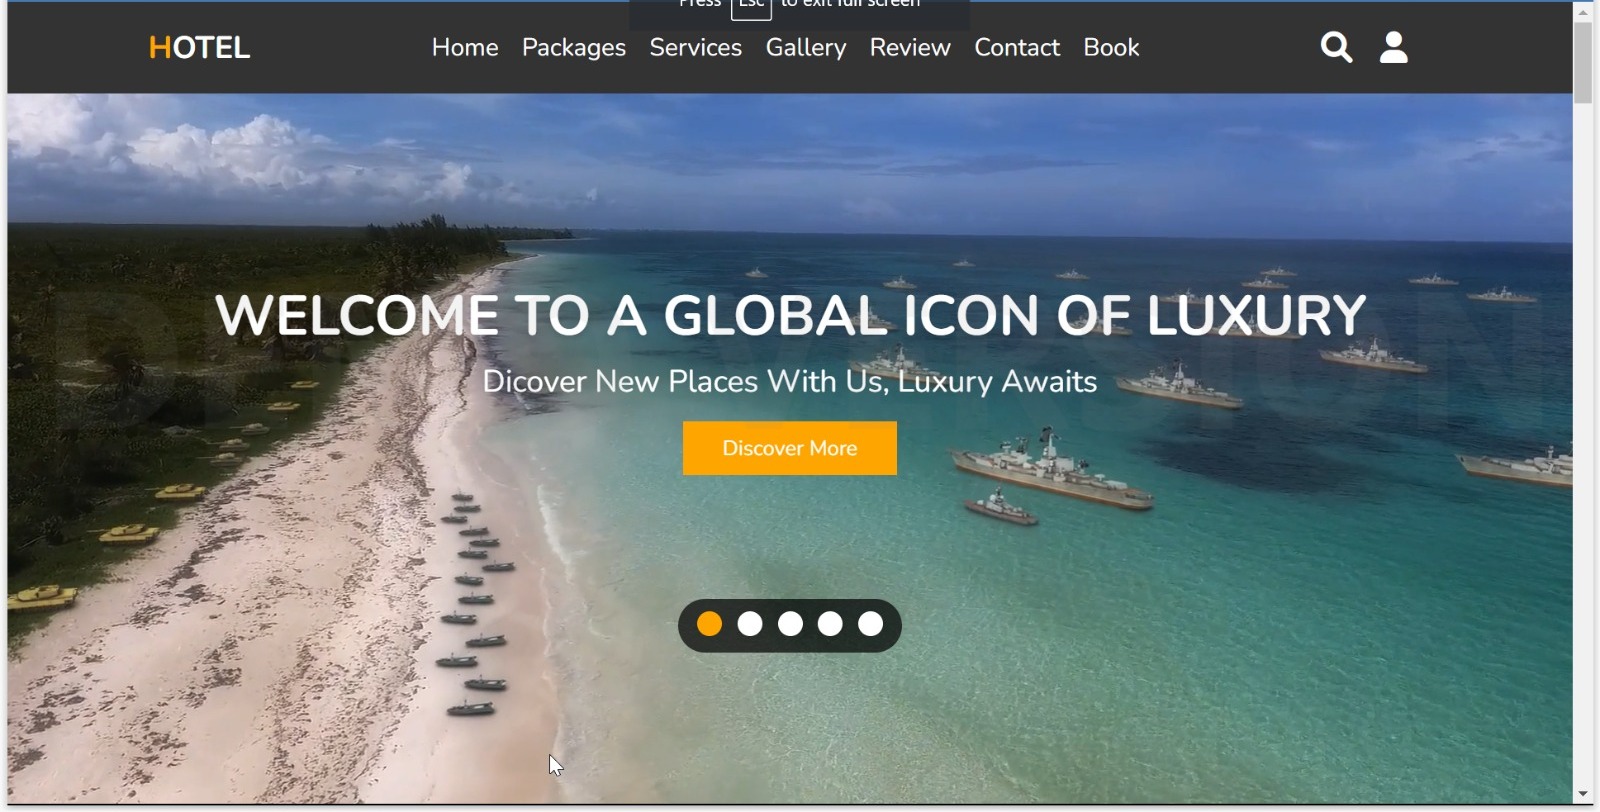 Press Esc to exit full screen
HOTEL
Home Packages Services Gallery Review Contact Book
WELCOME TO A GLOBAL ICON OF LUXURY
Dicover New Places With Us, Luxury Awaits
Discover More